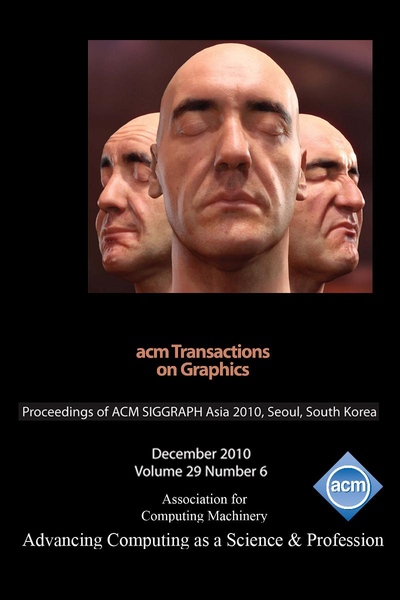 acm Transactions
on Graphics
Proceedings of ACM SIGGRAPH Asia 2010, Seoul, South Korea
December 2010
Volume 29 Number 6
acm
Association for
Computing Machinery
Advancing Computing as a Science & Profession